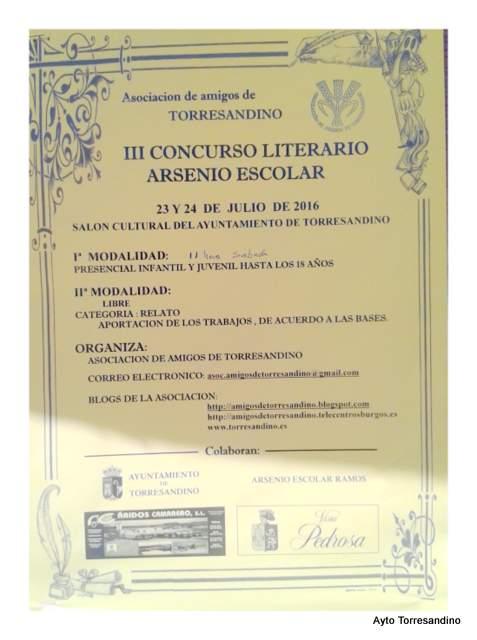 Asociacion de amigos de
TORRESANDINO
III CONCURSO LITERARIO
ARSENIO ESCOLAR
23 Y 24 DE JULIO DE 2016
SALON CULTURAL DEL AYUNTAMIENTO DE TORRESANDINO
Iª MODALIDAD: 11 horas Sabado
PRESENCIAL INFANTIL Y JUVENIL HASTA LOS 18 AÑOS
IIª MODALIDAD:
LIBRE
CATEGORIA : RELATO
APORTACION DE LOS TRABAJOS , DE ACUERDO A LAS BASES.
ORGANIZA:
ASOCIACION DE AMIGOS DE TORRESANDINO
CORREO ELECTRONICO: asoc.amigosdetorresandino@gmail.com
BLOGS DE LA ASOCIACION:
http://amigosdetorresandino.blogspot.com
http://amigosdetorresandino.telecentrosburgos.es
www.torresandino.es
Colaboran:
AYUNTAMIENTO
DE
TORRESANDINO
ARSENIO ESCOLAR RAMOS
ÁRIDOS CAMARERO, S.L.
Pedrosa
Ayto Torresandino